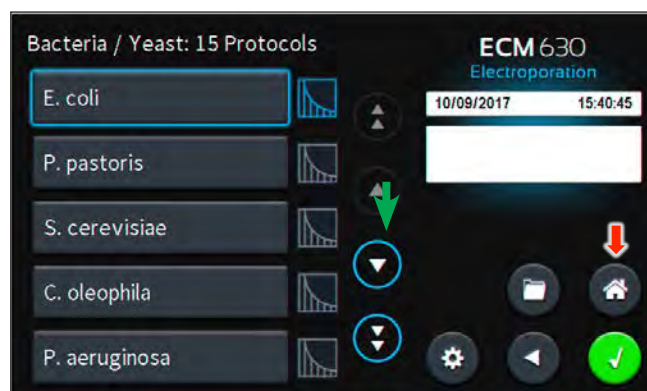 Bacteria / Yeast: 15 Protocols
E. coli
P. pastoris
S. cerevisiae
C. oleophila
P. aeruginosa
ECM 630
Electroporation
10/09/2017 15:40:45